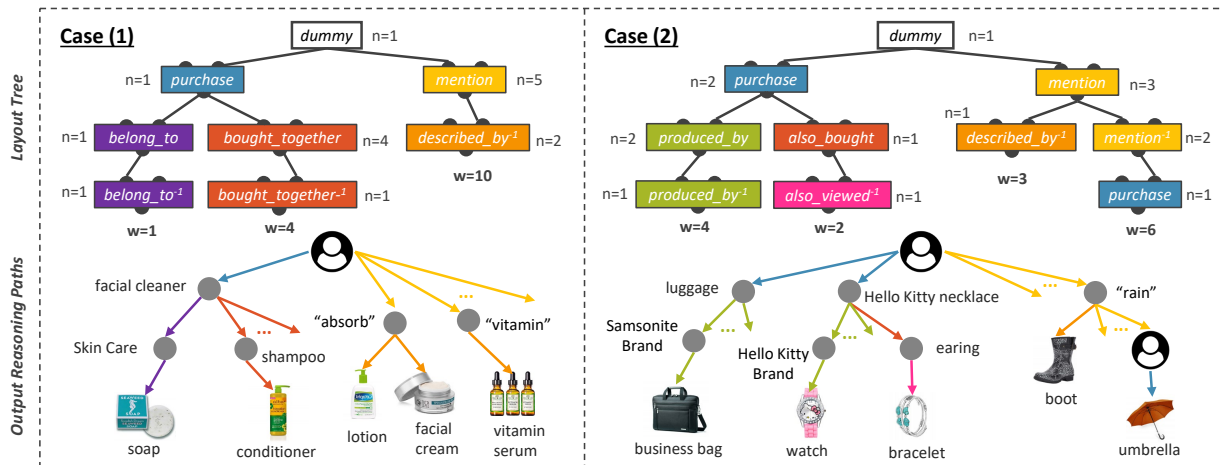 Layout Tree
Output Reasoning Paths
Case (1)
dummy n=1
n=1 purchase
mention n=5
n=1 belong_to
bought_together n=4
described_by-1 n=2
w=10
n=1 belong_to-1
bought_together-1 n=1
w=1
w=4
facial cleaner
...
"absorb"
"vitamin"
...
Skin Care
shampoo
soap
conditioner
lotion
facial
cream
vitamin
serum
Case (2)
dummy n=1
n=2 purchase
mention n=3
n=2 produced_by
also_bought n=1
n=1
described_by-1
mention-1 n=2
w=3
n=1 produced_by-1
also_viewed-1 n=1
purchase n=1
w=4
w=2
w=6
luggage
Hello Kitty necklace
...
"rain"
Samsonite
Brand
...
...
...
Hello Kitty
Brand
earing
boot
business bag
watch
bracelet
umbrella